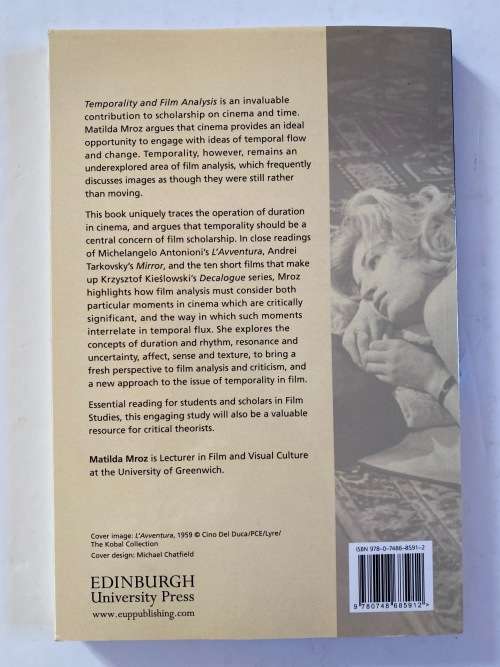 Temporality and Film Analysis is an invaluable
contribution to scholarship on cinema and time.
Matilda Mroz argues that cinema provides an ideal
opportunity to engage with ideas of temporal flow
and change. Temporality, however, remains an
underexplored area of film analysis, which frequently
discusses images as though they were still rather
than moving.
This book uniquely traces the operation of duration
in cinema, and argues that temporality should be a
central concern of film scholarship. In close readings
of Michelangelo Antonioni's L'Avventura, Andrei
Tarkovsky's Mirror, and the ten short films that make
up Krzysztof Kieślowski's Decalogue series, Mroz
highlights how film analysis must consider both
particular moments in cinema which are critically
significant, and the way in which such moments
interrelate in temporal flux. She explores the
concepts of duration and rhythm, resonance and
uncertainty, affect, sense and texture, to bring a
fresh perspective to film analysis and criticism, and
a new approach to the issue of temporality in film.
Essential reading for students and scholars in Film
Studies, this engaging study will also be a valuable
resource for critical theorists.
Matilda Mroz is Lecturer in Film and Visual Culture
at the University of Greenwich.
Cover image: L'Avventura, 1959 © Cino Del Duca/PCE/Lyre/
The Kobal Collection
Cover design: Michael Chatfield
EDINBURGH
University Press
www.euppublishing.com
ISBN 978-0-7486-8591-2
9780748685912>